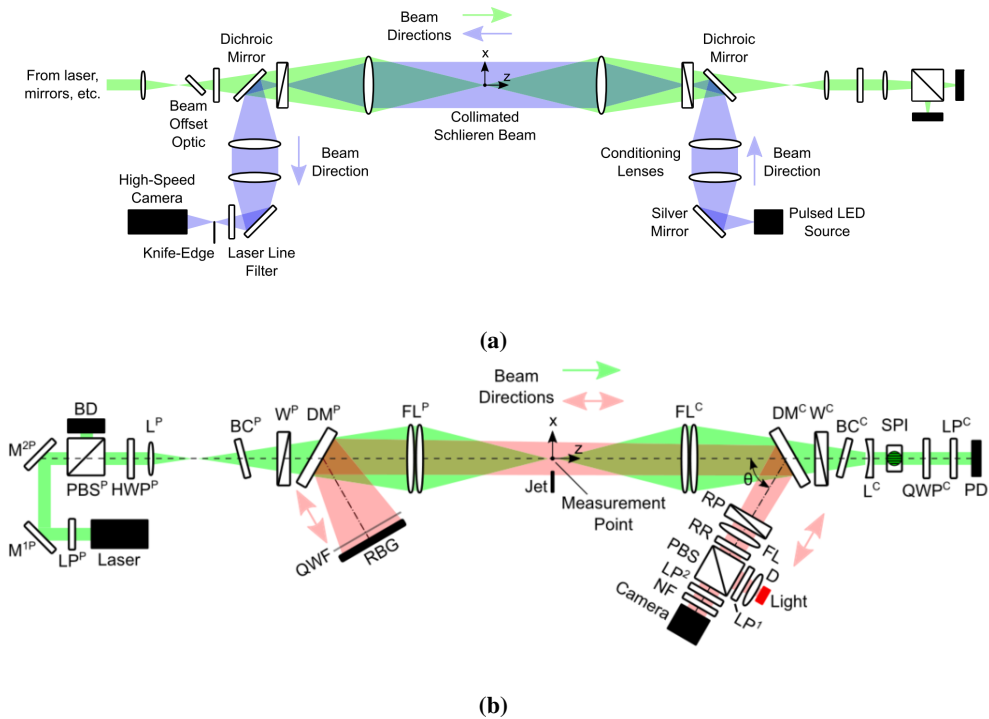 Beam
Directions
x
z
Dichroic
Mirror
Dichroic
Mirror
From laser,
mirrors, etc.
Beam
Offset
Optic
Collimated
Schlieren Beam
Beam
Direction
Conditioning
Lenses
Beam
Direction
High-Speed
Camera
Knife-Edge
Laser Line
Filter
Silver
Mirror
Pulsed LED
Source
(a)
Beam
Directions
x
z
BD
M²ᴾ
PBSᴾ
HWPᴾ
Lᴾ
BCᴾ
Wᴾ
DMᴾ
FLᴾ
FLᶜ
DMᶜ
Wᶜ
BCᶜ
SPI
LPᶜ
Lᶜ
QWPᶜ
PD
M¹ᴾ
LPᴾ
Laser
QWF
RBG
Jet
Measurement
Point
θ
RP
RR
FL
PBS
D
LP²
NF
Light
LP¹
Camera
(b)